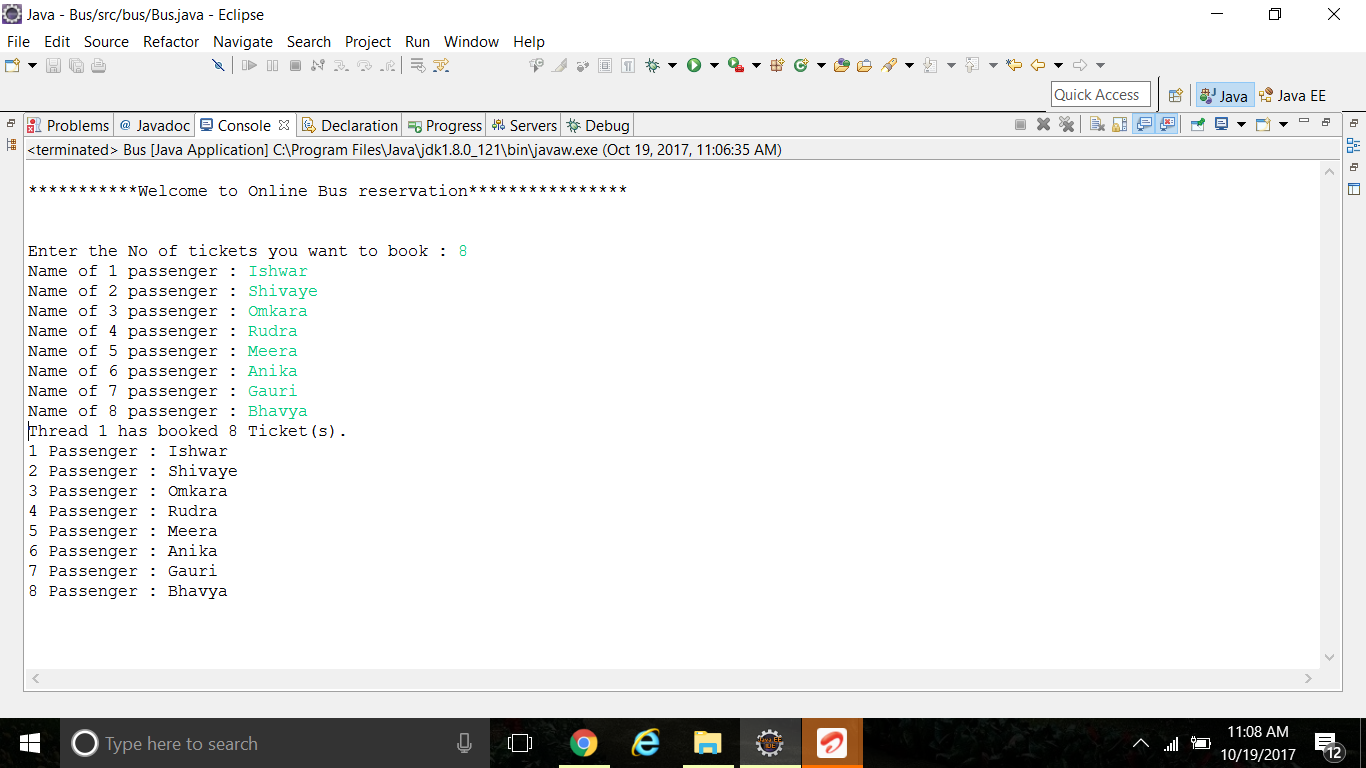 Java - Bus/src/bus/Bus.java - Eclipse
File Edit Source Refactor Navigate Search Project Run Window Help
Quick Access Java Java EE
Problems @ Javadoc Console Declaration Progress Servers Debug
<terminated> Bus [Java Application] C:\Program Files\Java\jdk1.8.0_121\bin\javaw.exe (Oct 19, 2017, 11:06:35 AM)
***********Welcome to Online Bus reservation****************
Enter the No of tickets you want to book : 8
Name of 1 passenger : Ishwar
Name of 2 passenger : Shivaye
Name of 3 passenger : Omkara
Name of 4 passenger : Rudra
Name of 5 passenger : Meera
Name of 6 passenger : Anika
Name of 7 passenger : Gauri
Name of 8 passenger : Bhavya
Thread 1 has booked 8 Ticket(s).
1 Passenger : Ishwar
2 Passenger : Shivaye
3 Passenger : Omkara
4 Passenger : Rudra
5 Passenger : Meera
6 Passenger : Anika
7 Passenger : Gauri
8 Passenger : Bhavya
Type here to search
11:08 AM
10/19/2017
12